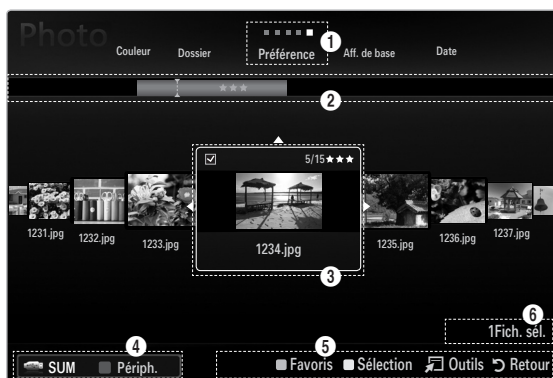 Photo
Couleur Dossier Préférence Aff. de base Date
1
★★★
2
5/15★★★
1231.jpg 1232.jpg 1233.jpg 1234.jpg 1235.jpg 1236.jpg 1237.jpg
3
6
1Fich. sél.
4 5
SUM Périph. Favoris Sélection Outils Retour